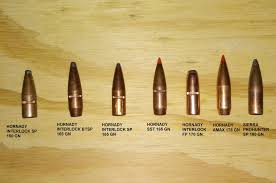 HORNADY
INTERLOCK SP
150 GN
HORNADY
INTERLOCK BTSP
165 GN
HORNADY
INTERLOCK SP
165 GN
HORNADY
SST 165 GN
HORNADY
INTERLOCK
FP 170 GN
HORNADY
AMAX 178 GN
SIERRA
PROHUNTER
SP 180 GN